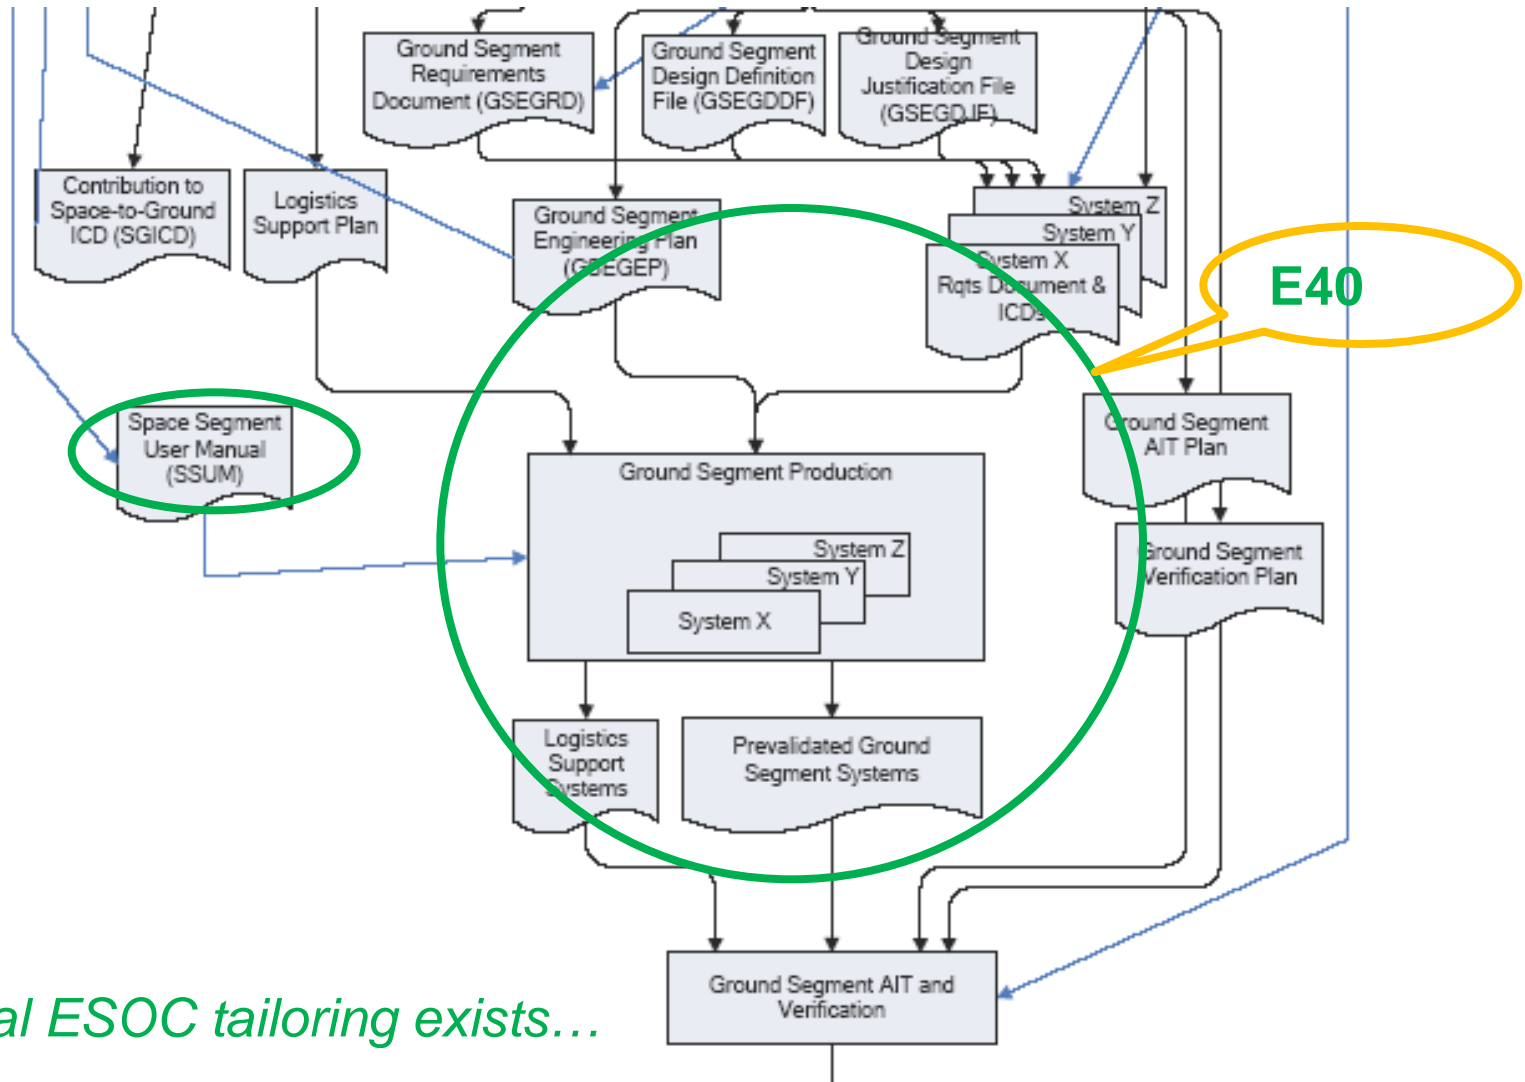 Ground Segment
Requirements
Document (GSEGRD)
Ground Segment
Design Definition
File (GSEGDDF)
Ground Segment
Design
Justification File
(GSEGDJF)
Contribution to
Space-to-Ground
ICD (SGICD)
Logistics
Support Plan
Ground Segment
Engineering Plan
(GSEGEP)
System Z
System Y
System X
Rqts Document &
ICDs
E40
Space Segment
User Manual
(SSUM)
Ground Segment
AIT Plan
Ground Segment Production
System Z
System Y
System X
Ground Segment
Verification Plan
Logistics
Support
Systems
Prevalidated Ground
Segment Systems
Ground Segment AIT and
Verification
al ESOC tailoring exists…